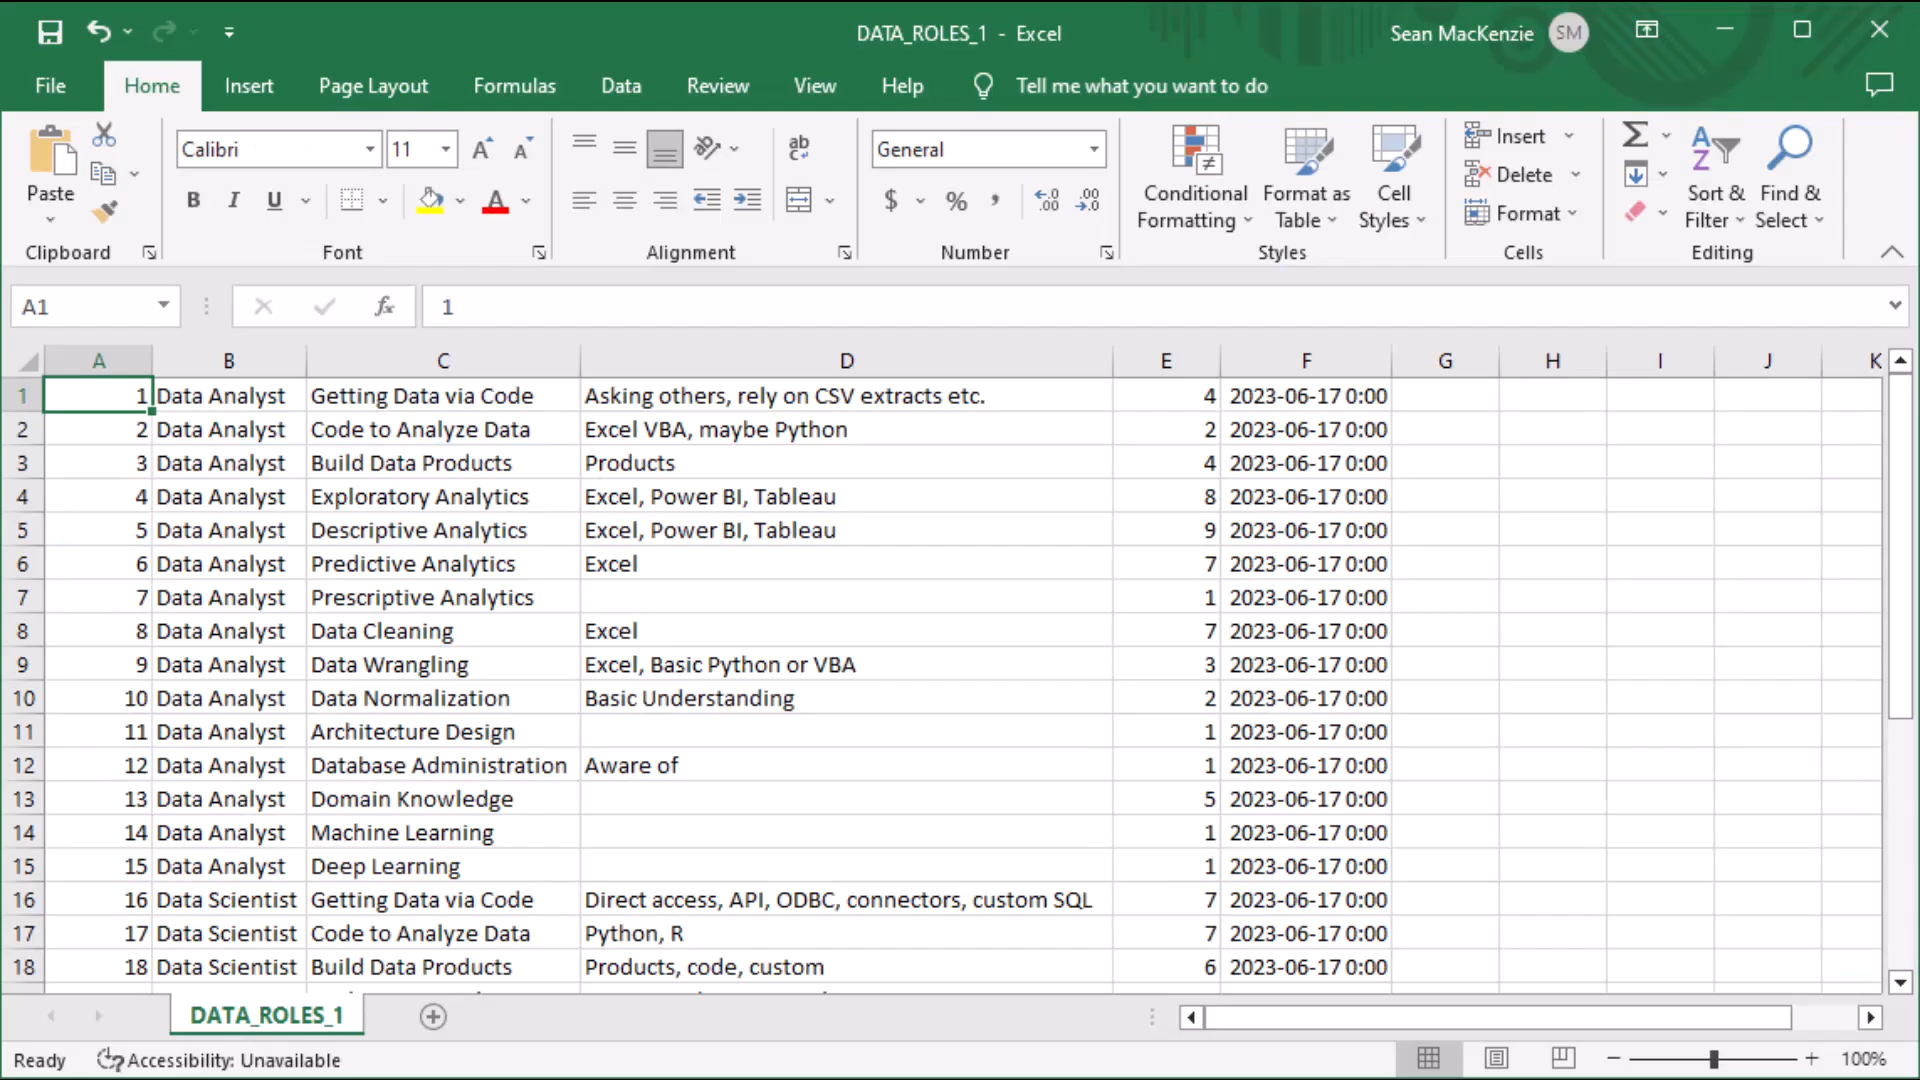 DATA_ROLES_1 - Excel
Sean MacKenzie SM
File Home Insert Page Layout Formulas Data Review View Help Tell me what you want to do
Paste
Clipboard
Calibri 11
A A
B I U A
Font
ab
Alignment
General
$ % , .00 .00
Number
Conditional Formatting
Format as Table
Cell Styles
Styles
Insert
Delete
Format
Cells
Sort & Filter
Find & Select
Editing
A1 fx 1
A B C D E F G H I J K
1 1 Data Analyst Getting Data via Code Asking others, rely on CSV extracts etc. 4 2023-06-17 0:00
2 2 Data Analyst Code to Analyze Data Excel VBA, maybe Python 2 2023-06-17 0:00
3 3 Data Analyst Build Data Products Products 4 2023-06-17 0:00
4 4 Data Analyst Exploratory Analytics Excel, Power BI, Tableau 8 2023-06-17 0:00
5 5 Data Analyst Descriptive Analytics Excel, Power BI, Tableau 9 2023-06-17 0:00
6 6 Data Analyst Predictive Analytics Excel 7 2023-06-17 0:00
7 7 Data Analyst Prescriptive Analytics 1 2023-06-17 0:00
8 8 Data Analyst Data Cleaning Excel 7 2023-06-17 0:00
9 9 Data Analyst Data Wrangling Excel, Basic Python or VBA 3 2023-06-17 0:00
10 10 Data Analyst Data Normalization Basic Understanding 2 2023-06-17 0:00
11 11 Data Analyst Architecture Design 1 2023-06-17 0:00
12 12 Data Analyst Database Administration Aware of 1 2023-06-17 0:00
13 13 Data Analyst Domain Knowledge 5 2023-06-17 0:00
14 14 Data Analyst Machine Learning 1 2023-06-17 0:00
15 15 Data Analyst Deep Learning 1 2023-06-17 0:00
16 16 Data Scientist Getting Data via Code Direct access, API, ODBC, connectors, custom SQL 7 2023-06-17 0:00
17 17 Data Scientist Code to Analyze Data Python, R 7 2023-06-17 0:00
18 18 Data Scientist Build Data Products Products, code, custom 6 2023-06-17 0:00
DATA_ROLES_1
Ready Accessibility: Unavailable 100%